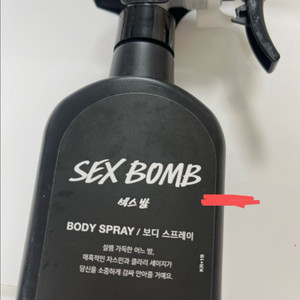 SEX BOMB
섹스 밤
BODY SPRAY / 보디 스프레이
설렘 가득한 어느 밤,
매혹적인 자스민과 클라리 세이지가
당신을 소중하게 감싸 안아줄 거예요.